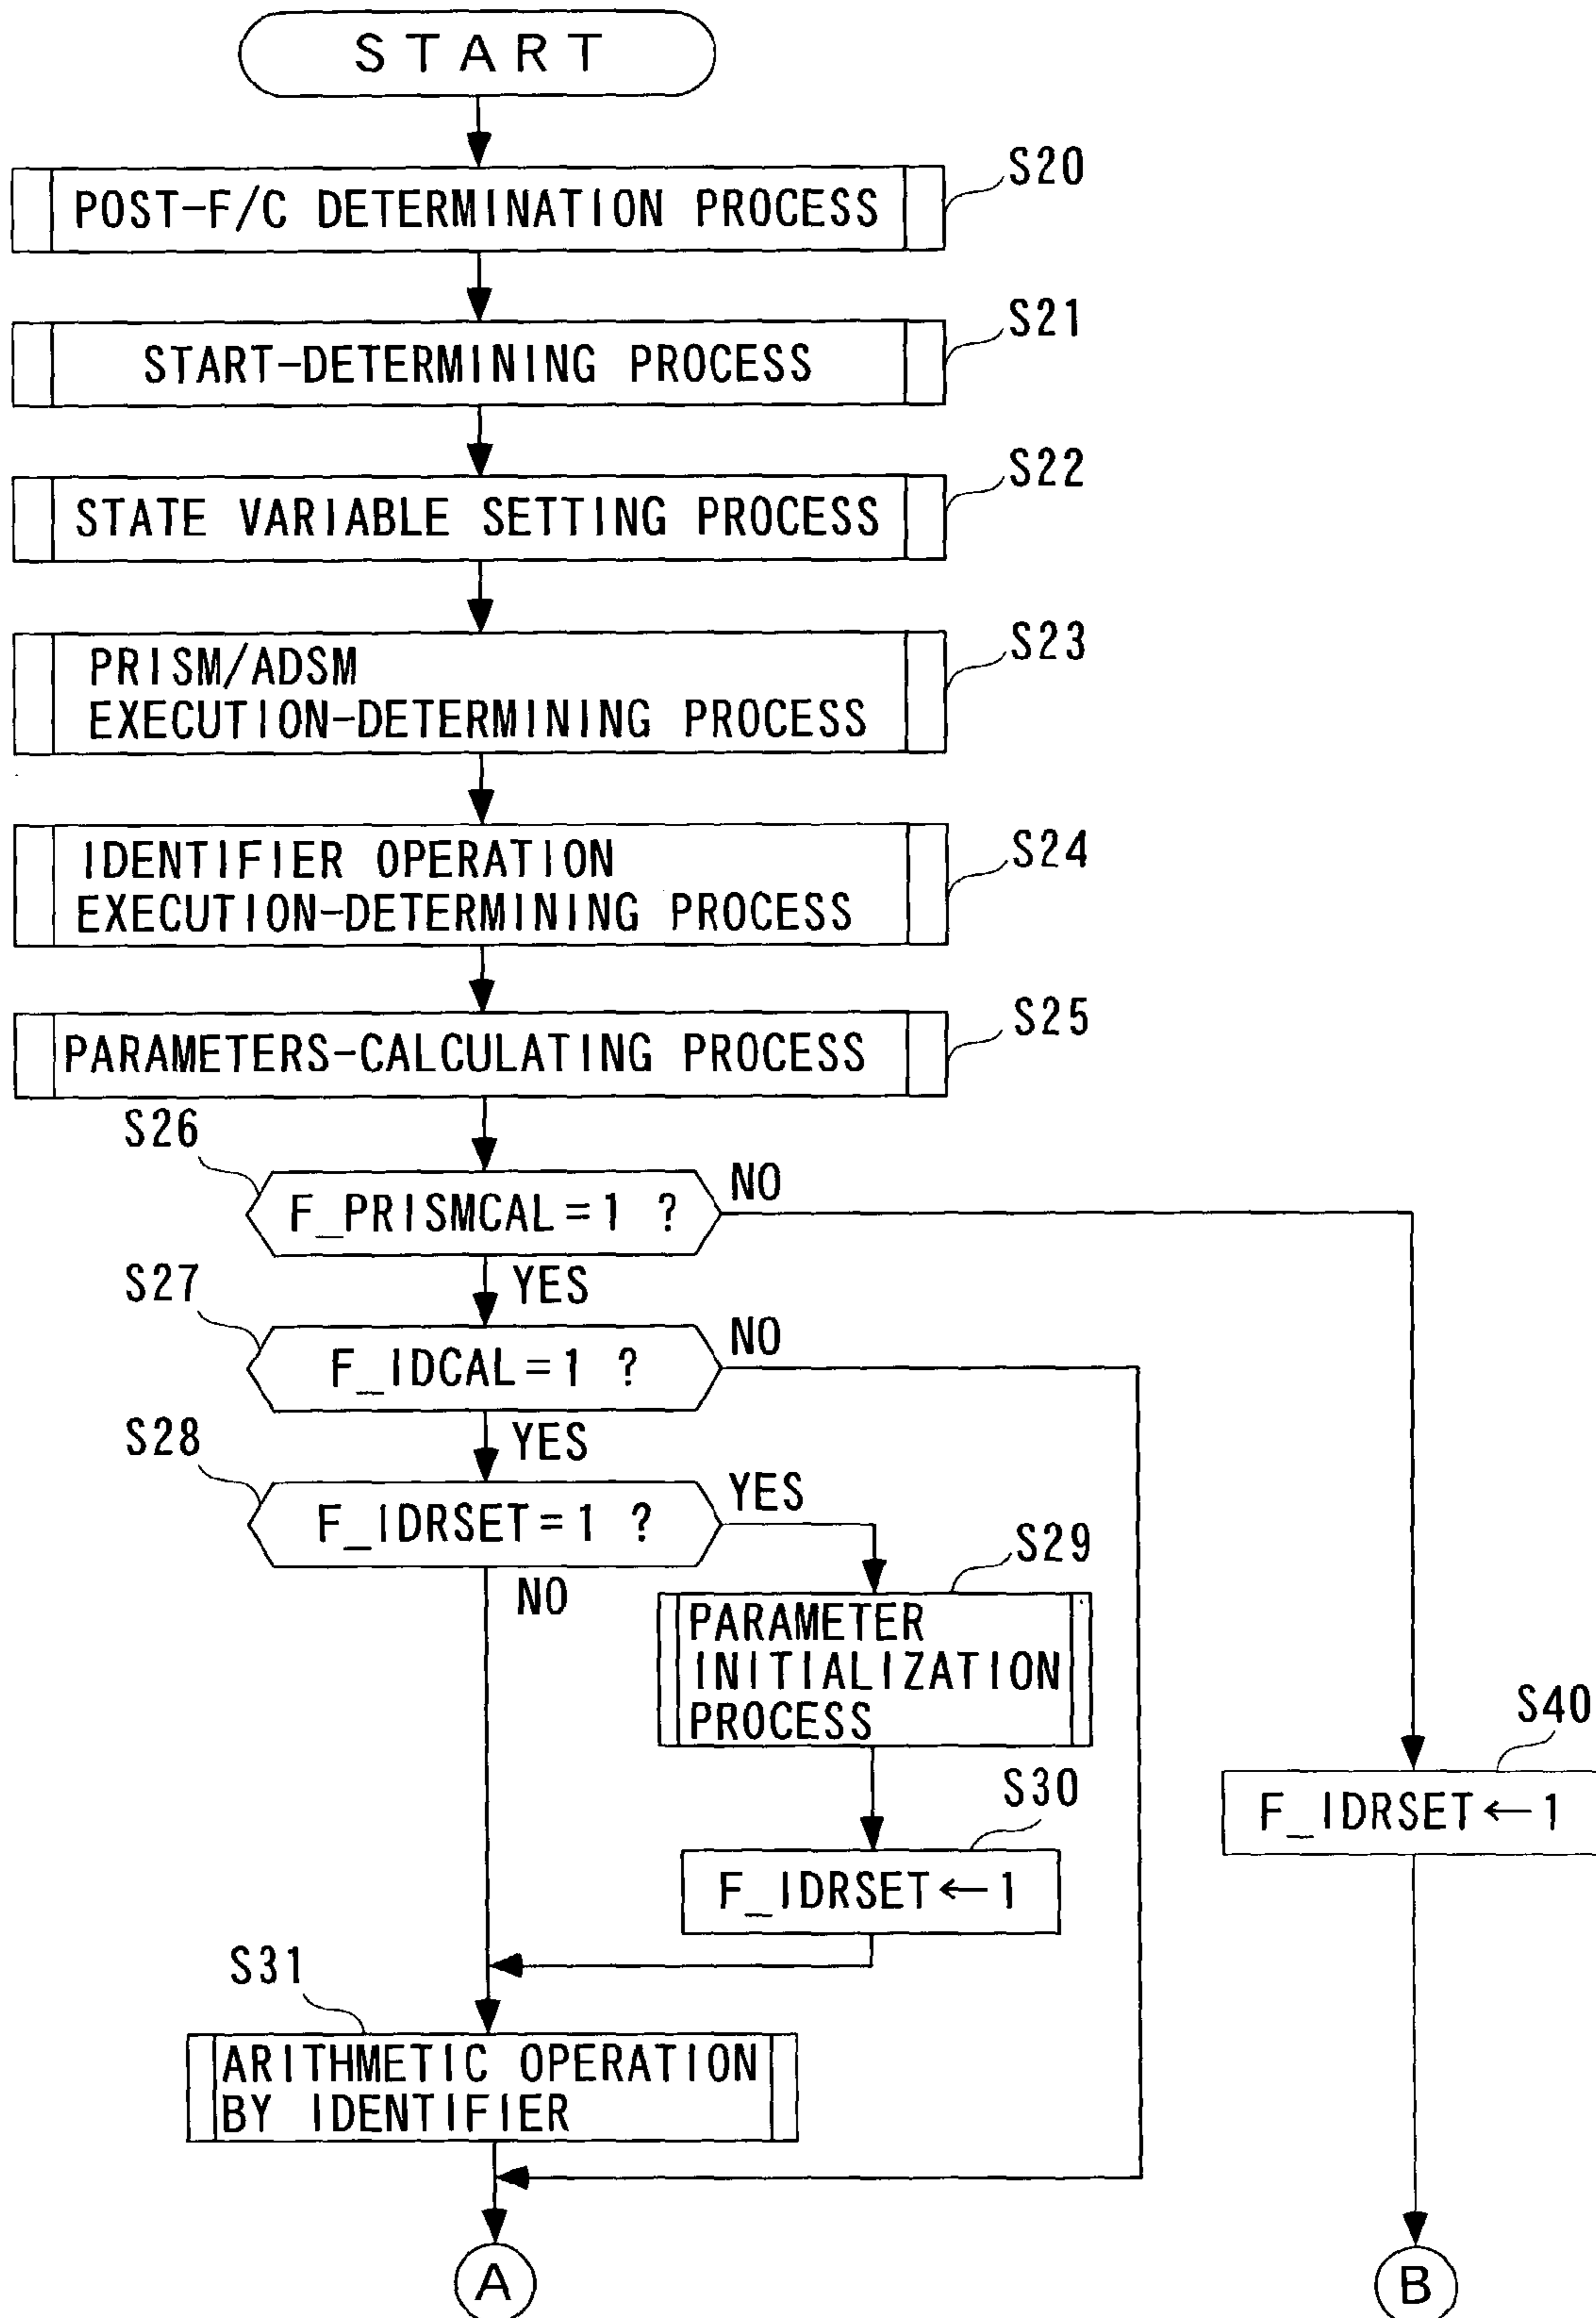 START
S20
POST-F/C DETERMINATION PROCESS
S21
START-DETERMINING PROCESS
S22
STATE VARIABLE SETTING PROCESS
S23
PRISM/ADSM
EXECUTION-DETERMINING PROCESS
S24
IDENTIFIER OPERATION
EXECUTION-DETERMINING PROCESS
S25
PARAMETERS-CALCULATING PROCESS
S26
F_PRISMCAL=1 ?
NO
YES
S27
F_IDCAL=1 ?
NO
YES
S28
F_IDRSET=1 ?
YES
NO
S29
PARAMETER
INITIALIZATION
PROCESS
S30
F_IDRSET←1
S40
F_IDRSET←1
S31
ARITHMETIC OPERATION
BY IDENTIFIER
A
B